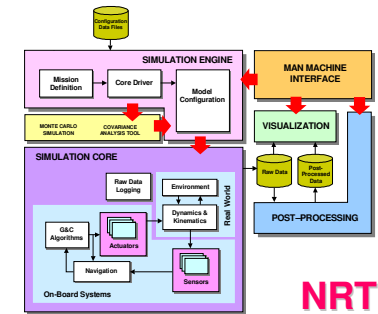 Configuration
Data Files
SIMULATION ENGINE
Mission
Definition
Core Driver
Model
Configuration
MAN MACHINE
INTERFACE
MONTE CARLO
SIMULATION
COVARIANCE
ANALYSIS TOOL
VISUALIZATION
SIMULATION CORE
Raw Data
Logging
Environment
Dynamics &
Kinematics
Real World
Raw Data
Post-
Processed
Data
POST–PROCESSING
G&C
Algorithms
Actuators
Navigation
Sensors
On-Board Systems
NRT